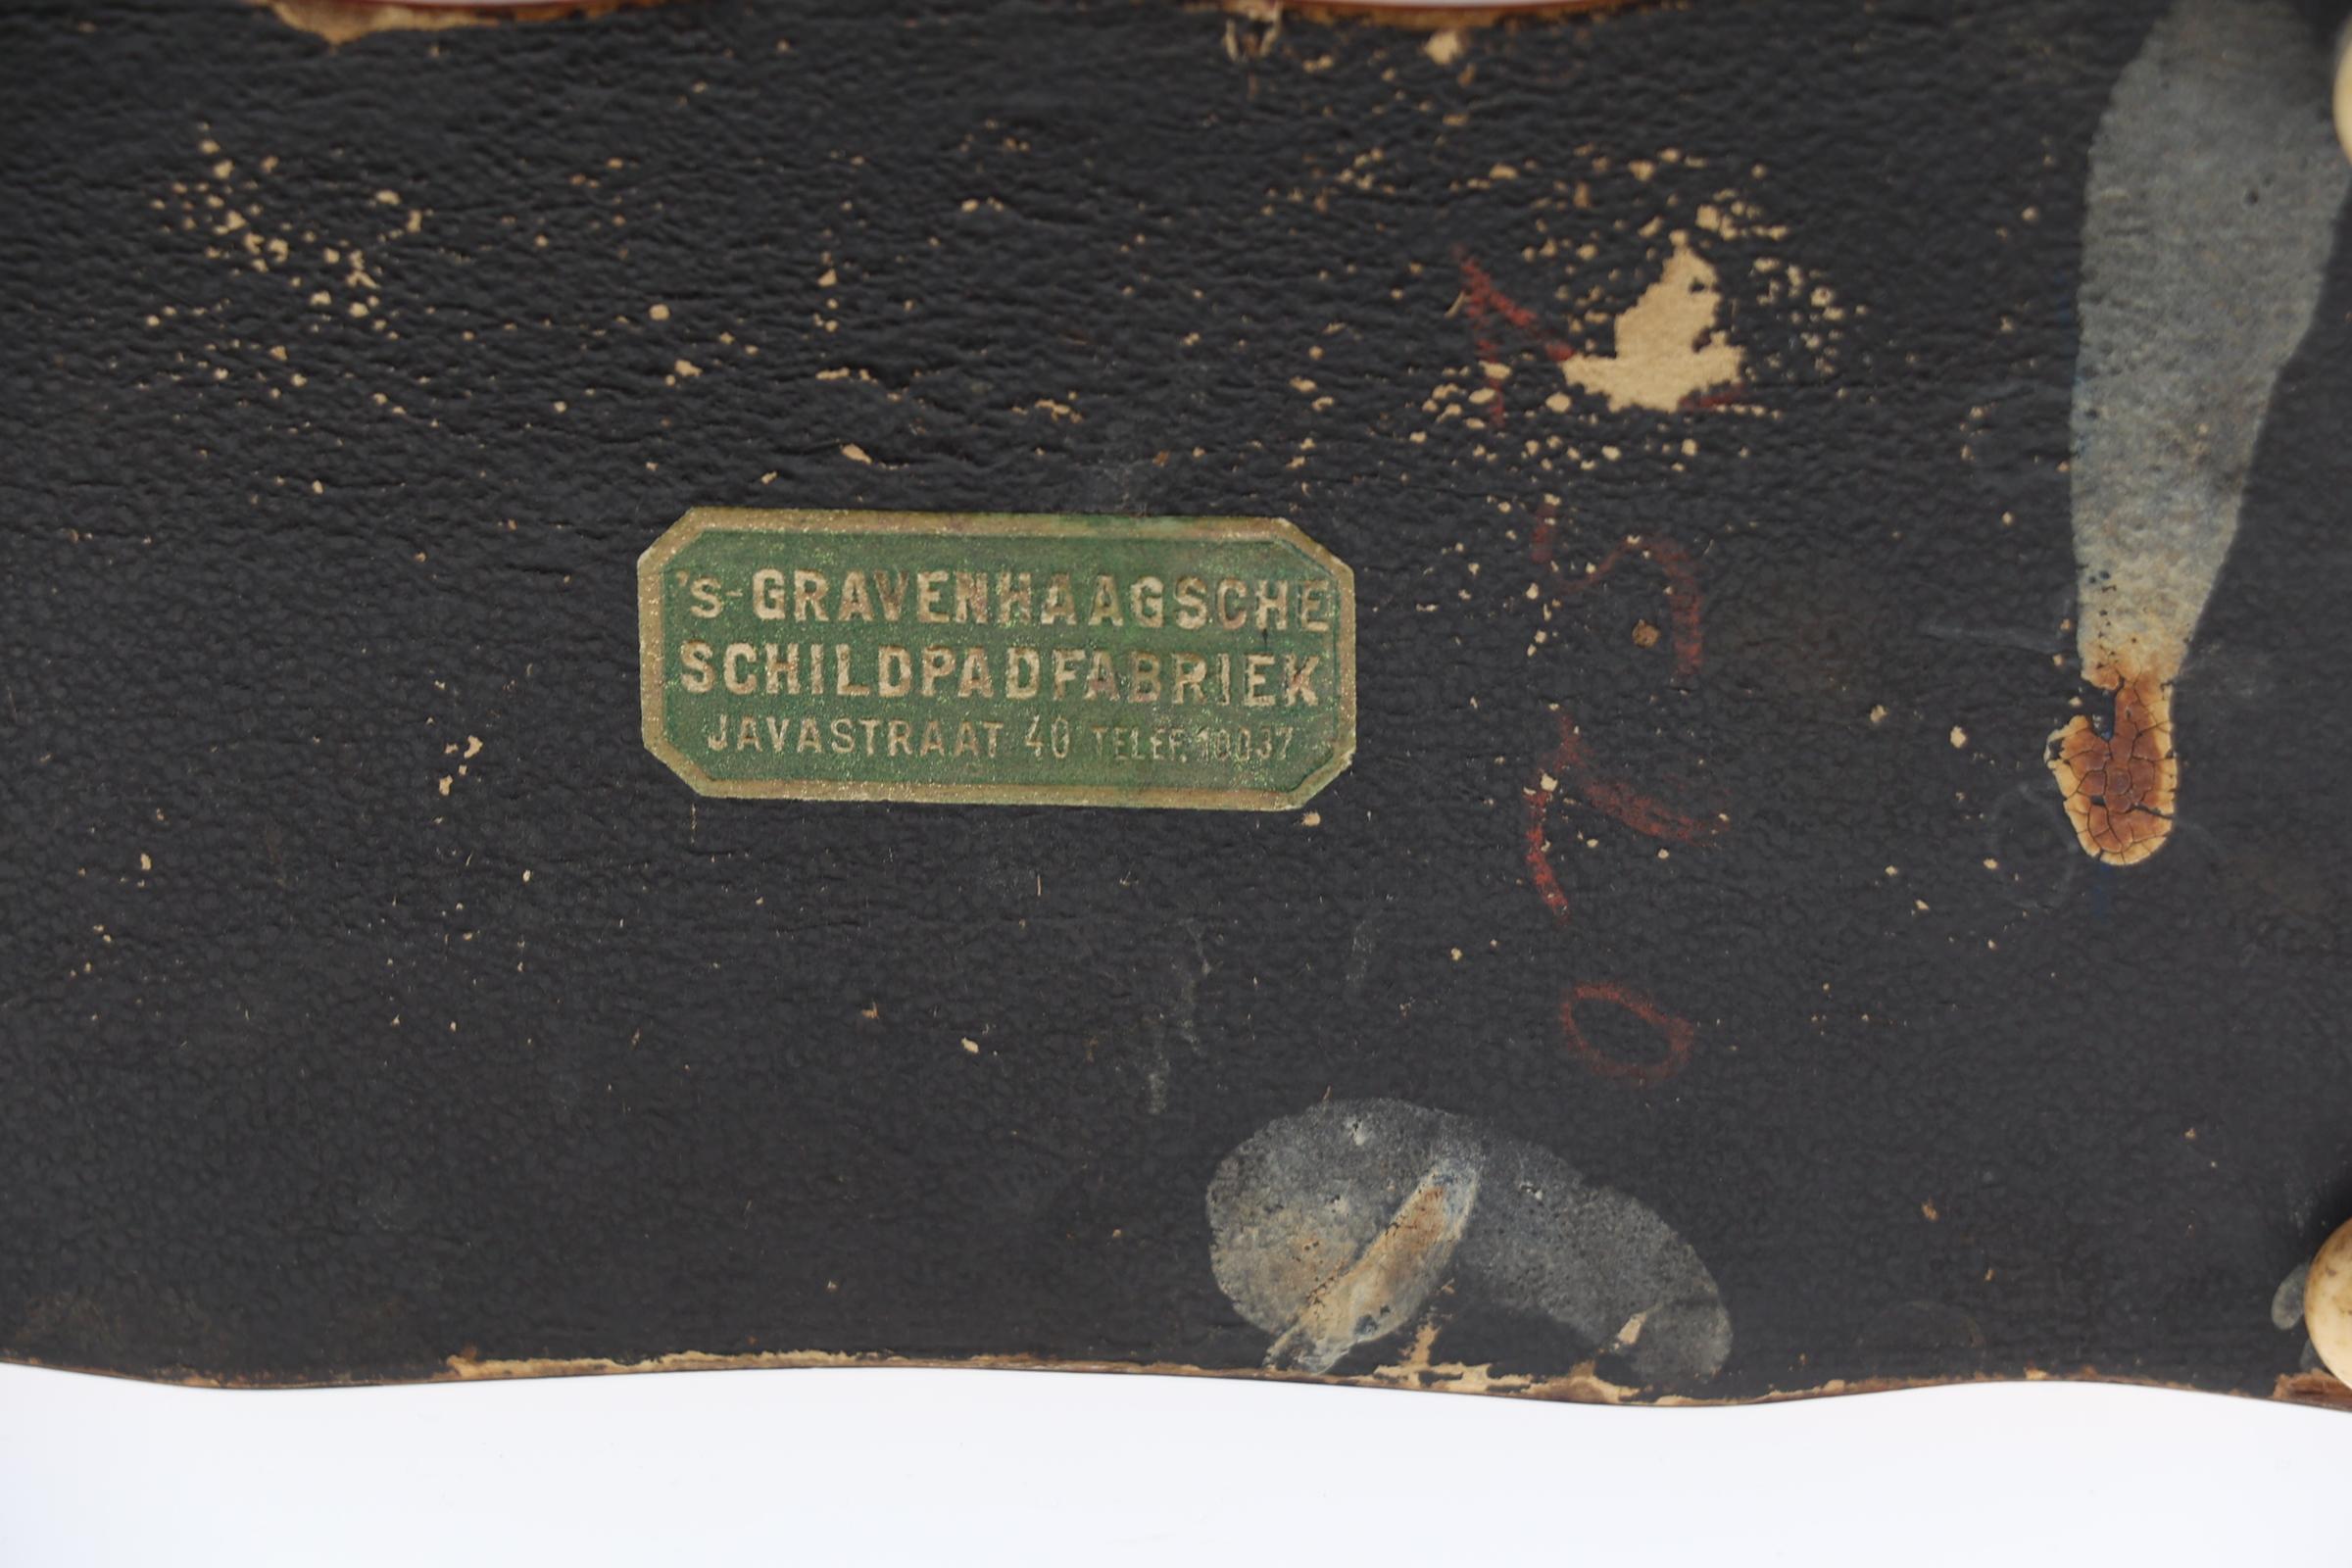 's-GRAVENHAAGSCHE
SCHILDPADFABRIEK
JAVASTRAAT 40 TELEF. 10037